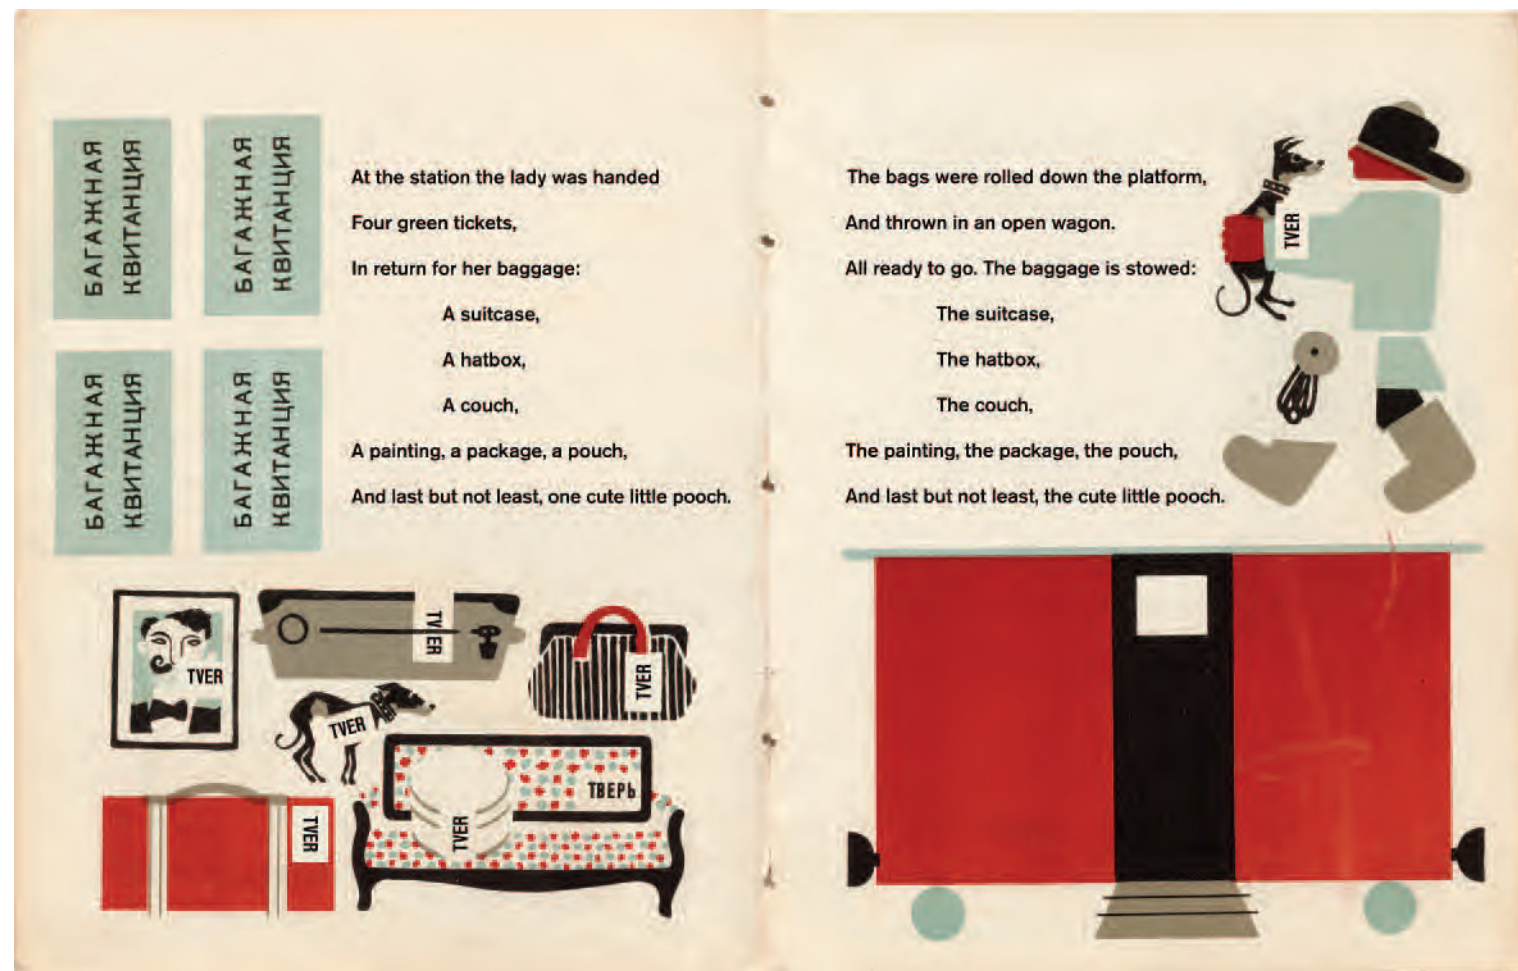 БАГАЖНАЯ
КВИТАНЦИЯ
БАГАЖНАЯ
КВИТАНЦИЯ
БАГАЖНАЯ
КВИТАНЦИЯ
БАГАЖНАЯ
КВИТАНЦИЯ
At the station the lady was handed
Four green tickets,
In return for her baggage:
A suitcase,
A hatbox,
A couch,
A painting, a package, a pouch,
And last but not least, one cute little pooch.
TVER
TVER
TVER
TVER
TVER
TVER
ТВЕРЬ
The bags were rolled down the platform,
And thrown in an open wagon.
All ready to go. The baggage is stowed:
The suitcase,
The hatbox,
The couch,
The painting, the package, the pouch,
And last but not least, the cute little pooch.
TVER